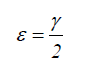 ε = γ/2